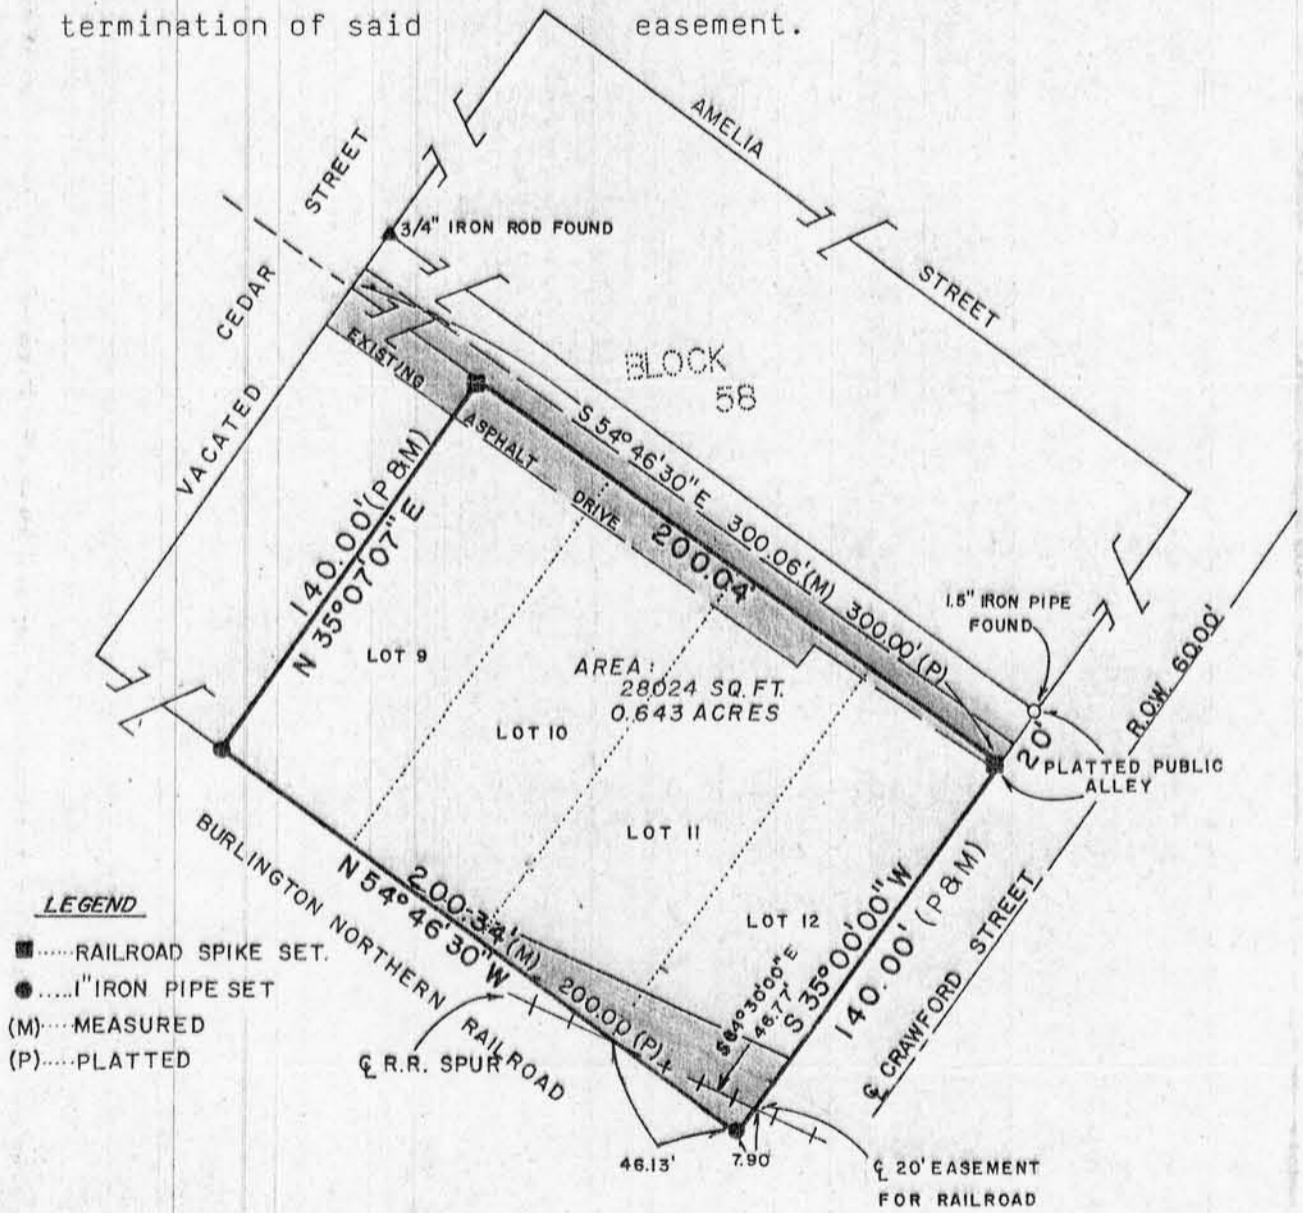 termination of said easement.
AMELIA
STREET
VACATED CEDAR STREET
3/4" IRON ROD FOUND
EXISTING ASPHALT DRIVE
BLOCK
58
S 54° 46' 30" E 300.06' (M) 300.00' (P)
200.04'
140.00' (P & M)
N 35° 07' 07" E
1.5" IRON PIPE
FOUND
R.O.W. 60.00'
20'
PLATTED PUBLIC
ALLEY
LOT 9
AREA:
28024 SQ. FT.
0.643 ACRES
LOT 10
LOT 11
LOT 12
S 35° 00' 00" W
140.00' (P & M)
℄ CRAWFORD STREET
200.34' (M) 200.00 (P)
N 54° 46' 30" W
S 64° 30' 00" E
46.77'
BURLINGTON NORTHERN RAILROAD
℄ R.R. SPUR
46.13'
7.90
℄ 20' EASEMENT
FOR RAILROAD
LEGEND
■.....RAILROAD SPIKE SET.
●.....1" IRON PIPE SET
(M).....MEASURED
(P).....PLATTED